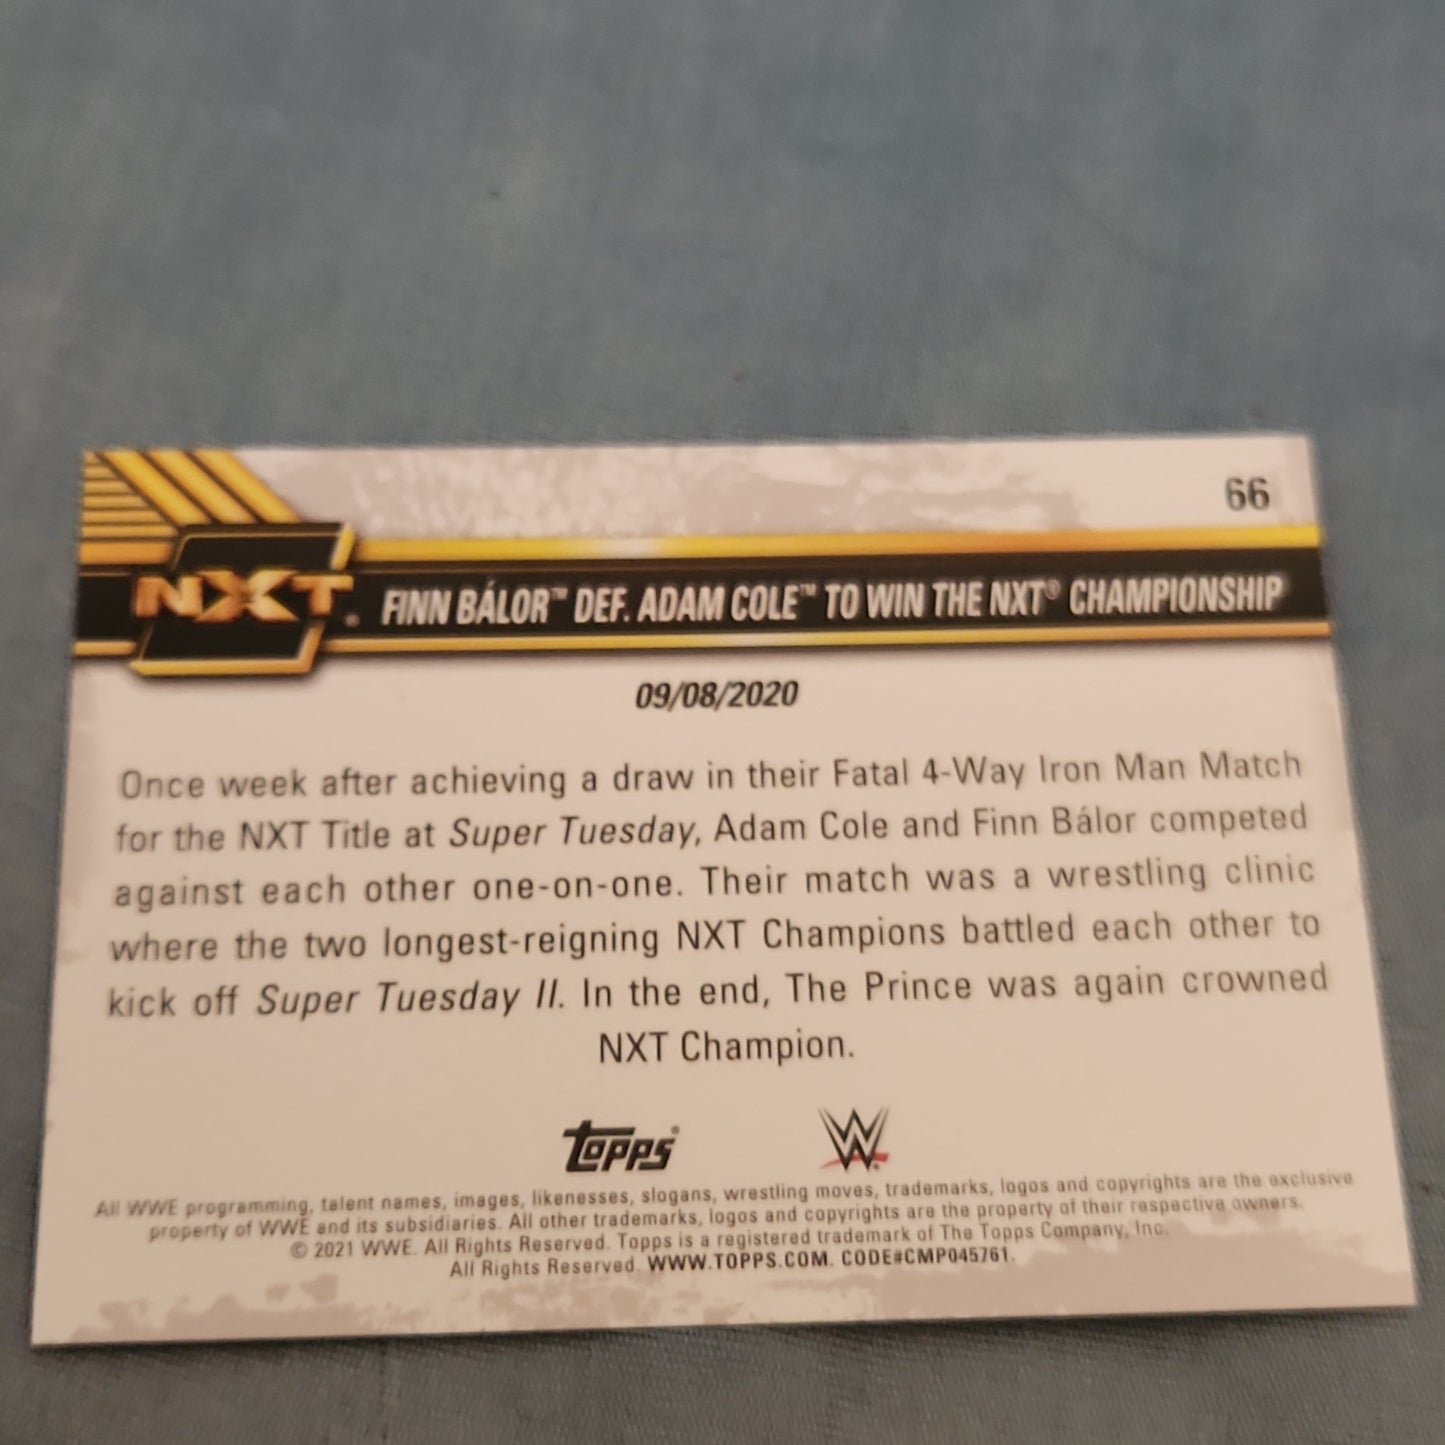 66
NXT
FINN BÁLOR™ DEF. ADAM COLE™ TO WIN THE NXT® CHAMPIONSHIP
09/08/2020
Once week after achieving a draw in their Fatal 4-Way Iron Man Match
for the NXT Title at Super Tuesday, Adam Cole and Finn Bálor competed
against each other one-on-one. Their match was a wrestling clinic
where the two longest-reigning NXT Champions battled each other to
kick off Super Tuesday II. In the end, The Prince was again crowned
NXT Champion.
Topps® W
All WWE programming, talent names, images, likenesses, slogans, wrestling moves, trademarks, logos and copyrights are the exclusive
property of WWE and its subsidiaries. All other trademarks, logos and copyrights are the property of their respective owners.
© 2021 WWE. All Rights Reserved. Topps is a registered trademark of The Topps Company, Inc.
All Rights Reserved. WWW.TOPPS.COM. CODE#CMP045761.